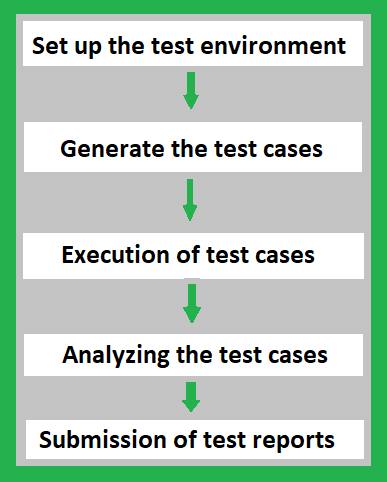 Set up the test environment
Generate the test cases
Execution of test cases
Analyzing the test cases
Submission of test reports